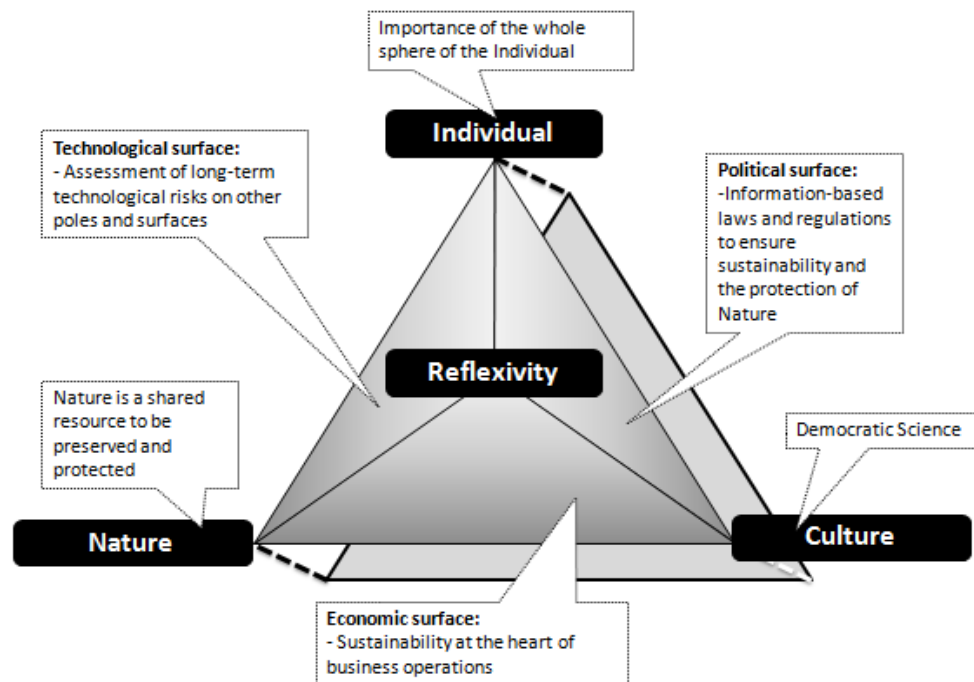 Importance of the whole
sphere of the Individual
Individual
Technological surface:
- Assessment of long-term
technological risks on other
poles and surfaces
Political surface:
-Information-based
laws and regulations
to ensure
sustainability and
the protection of
Nature
Reflexivity
Nature is a shared
resource to be
preserved and
protected
Democratic Science
Nature
Culture
Economic surface:
- Sustainability at the heart of
business operations